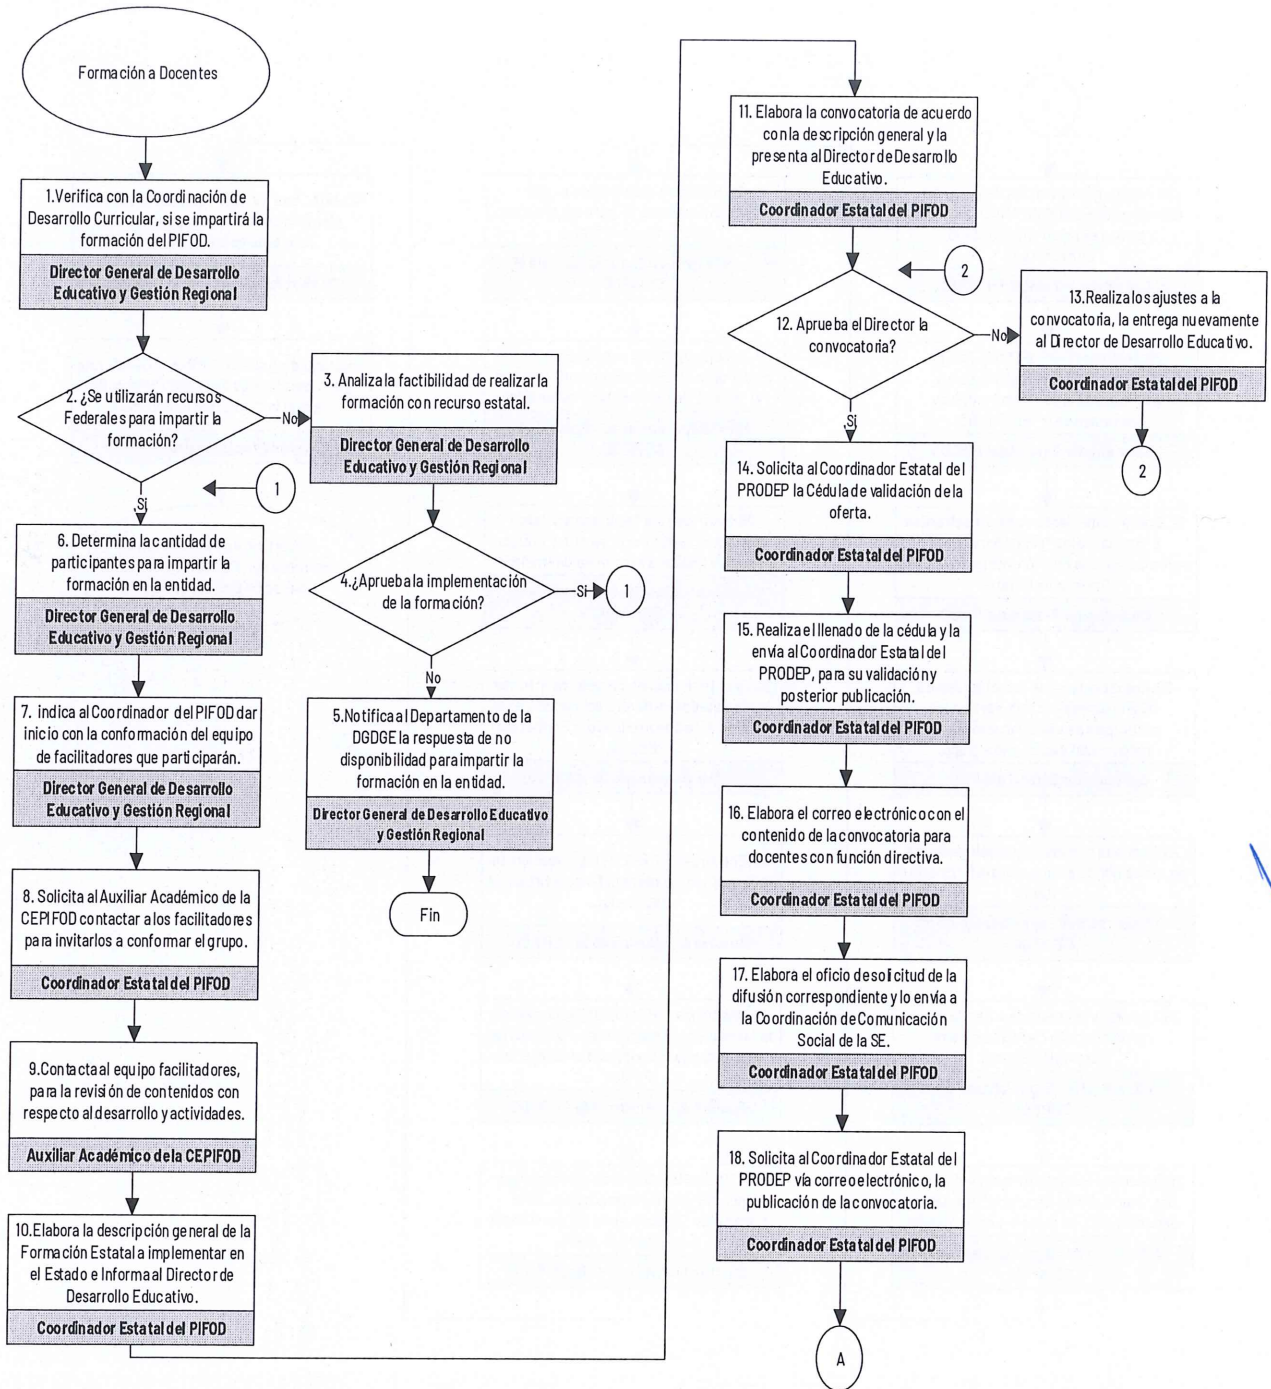 Formación a Docentes
1.Verifica con la Coordinación de
Desarrollo Curricular, si se impartirá la
formación del PIFOD.
Director General de Desarrollo
Educativo y Gestión Regional
2. ¿Se utilizarán recursos
Federales para impartir la
formación?
No
Si
1
3. Analiza la factibilidad de realizar la
formación con recurso estatal.
Director General de Desarrollo
Educativo y Gestión Regional
4.¿Aprueba la implementación
de la formación?
Si
1
No
5.Notifica al Departamento de la
DGDGE la respuesta de no
disponibilidad para impartir la
formación en la entidad.
Director General de Desarrollo Educativo
y Gestión Regional
Fin
6. Determina la cantidad de
participantes para impartir la
formación en la entidad.
Director General de Desarrollo
Educativo y Gestión Regional
7. indica al Coordinador del PIFOD dar
inicio con la conformación del equipo
de facilitadores que participarán.
Director General de Desarrollo
Educativo y Gestión Regional
8. Solicita al Auxiliar Académico de la
CEPIFOD contactar a los facilitadores
para invitarlos a conformar el grupo.
Coordinador Estatal del PIFOD
9.Contacta al equipo facilitadores,
para la revisión de contenidos con
respecto al desarrollo y actividades.
Auxiliar Académico de la CEPIFOD
10.Elabora la descripción general de la
Formación Estatal a implementar en
el Estado e Informa al Director de
Desarrollo Educativo.
Coordinador Estatal del PIFOD
11. Elabora la convocatoria de acuerdo
con la descripción general y la
presenta al Director de Desarrollo
Educativo.
Coordinador Estatal del PIFOD
2
12. Aprueba el Director la
convocatoria?
No
Si
13.Realiza los ajustes a la
convocatoria, la entrega nuevamente
al Director de Desarrollo Educativo.
Coordinador Estatal del PIFOD
2
14. Solicita al Coordinador Estatal del
PRODEP la Cédula de validación de la
oferta.
Coordinador Estatal del PIFOD
15. Realiza el llenado de la cédula y la
envía al Coordinador Estatal del
PRODEP, para su validación y
posterior publicación.
Coordinador Estatal del PIFOD
16. Elabora el correo electrónico con el
contenido de la convocatoria para
docentes con función directiva.
Coordinador Estatal del PIFOD
17. Elabora el oficio de solicitud de la
difusión correspondiente y lo envía a
la Coordinación de Comunicación
Social de la SE.
Coordinador Estatal del PIFOD
18. Solicita al Coordinador Estatal del
PRODEP vía correo electrónico, la
publicación de la convocatoria.
Coordinador Estatal del PIFOD
A